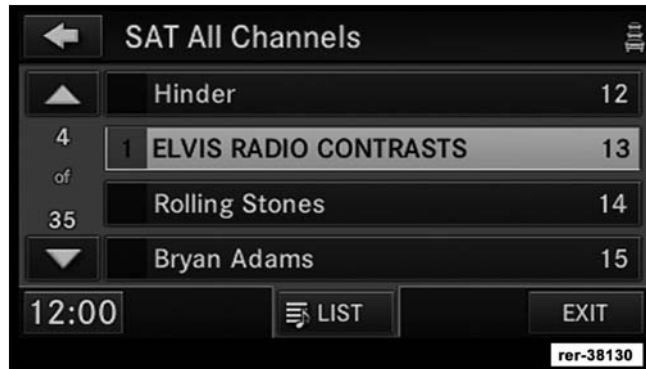 SAT All Channels
Hinder 12
4 of 35
1 ELVIS RADIO CONTRASTS 13
Rolling Stones 14
Bryan Adams 15
12:00 LIST EXIT
rer-38130